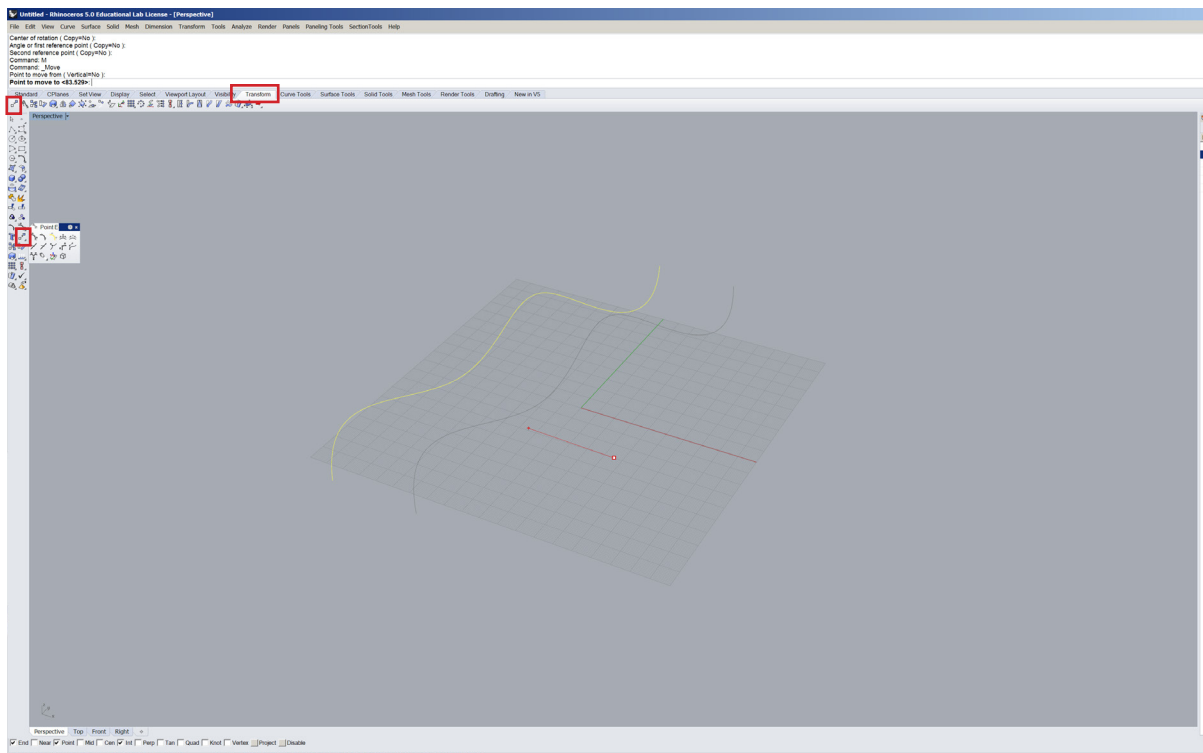 Untitled - Rhinoceros 5.0 Educational Lab License - [Perspective]
File Edit View Curve Surface Solid Mesh Dimension Transform Tools Analyze Render Panels Paneling Tools SectionTools Help
Center of rotation ( Copy=No ):
Angle or first reference point ( Copy=No ):
Second reference point ( Copy=No ):
Command: M
Command: _Move
Point to move from ( Vertical=No ):
Point to move to <83.529>:
Standard CPlanes Set View Display Select Viewport Layout Visibility Transform Curve Tools Surface Tools Solid Tools Mesh Tools Render Tools Drafting New in V5
Perspective
Point E
Perspective Top Front Right
End Near Point Mid Cen Int Perp Tan Quad Knot Vertex Project Disable